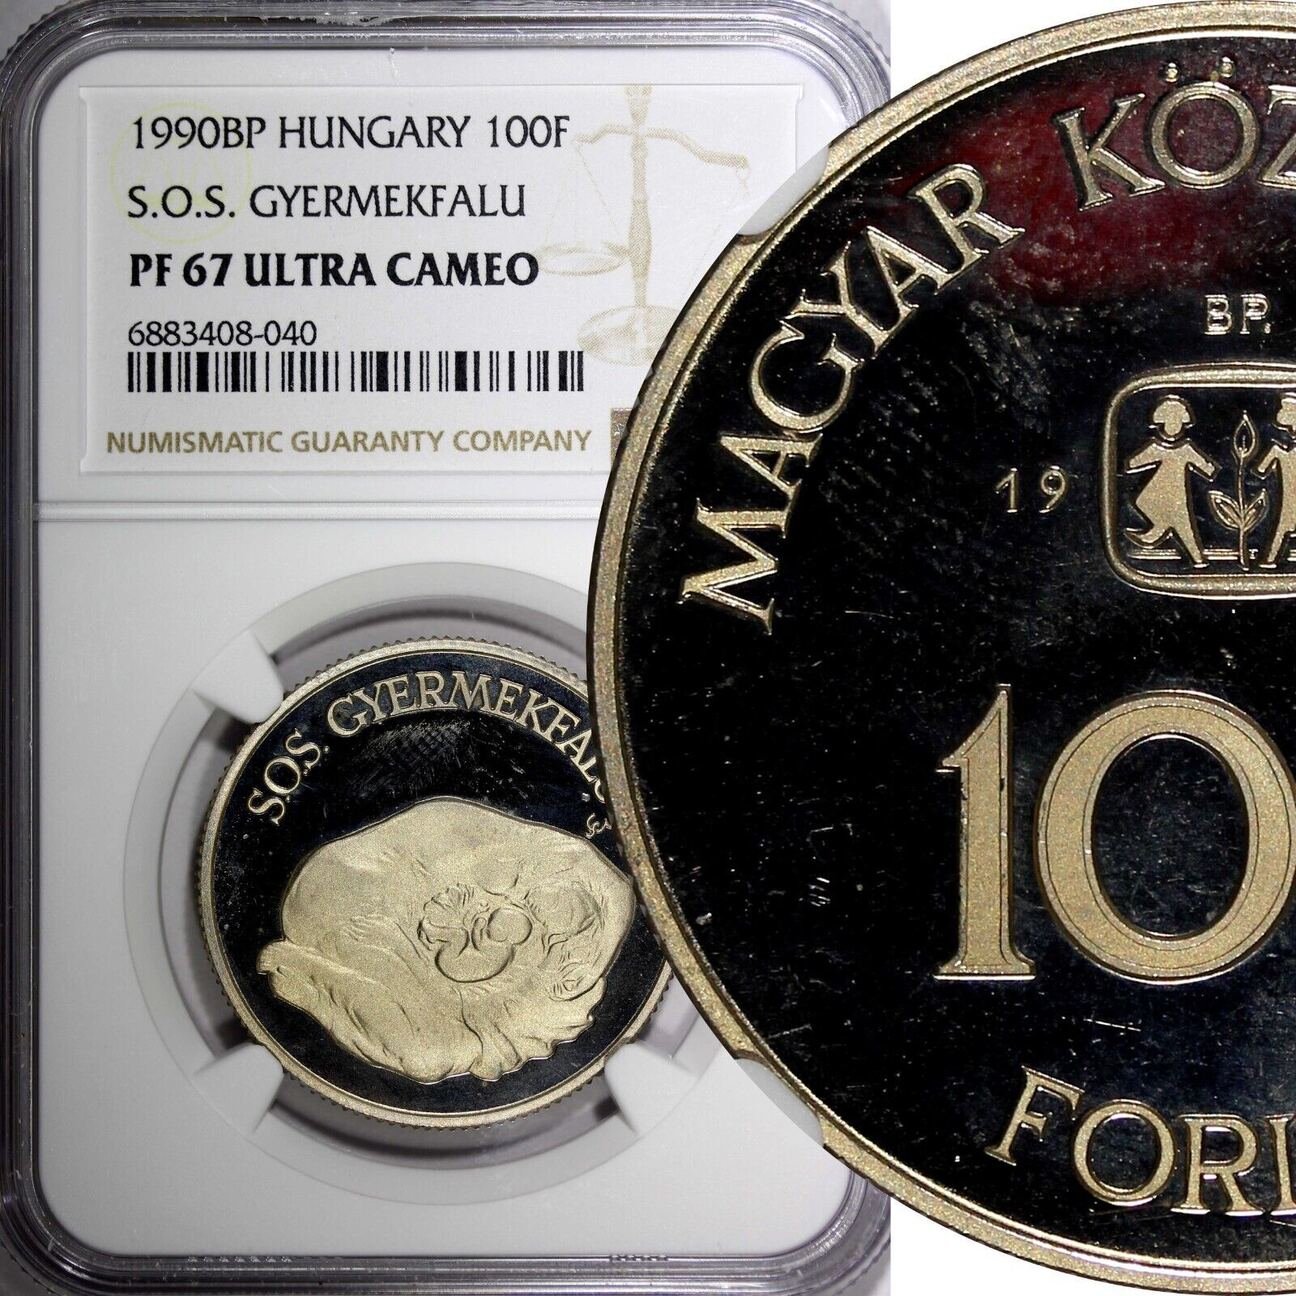 1990BP HUNGARY 100F
S.O.S. GYERMEKFALU
PF 67 ULTRA CAMEO
6883408-040
NUMISMATIC GUARANTY COMPANY
S.O.S. GYERMEKFALU
MAGYAR KÖZ
BP.
19
10
FORI